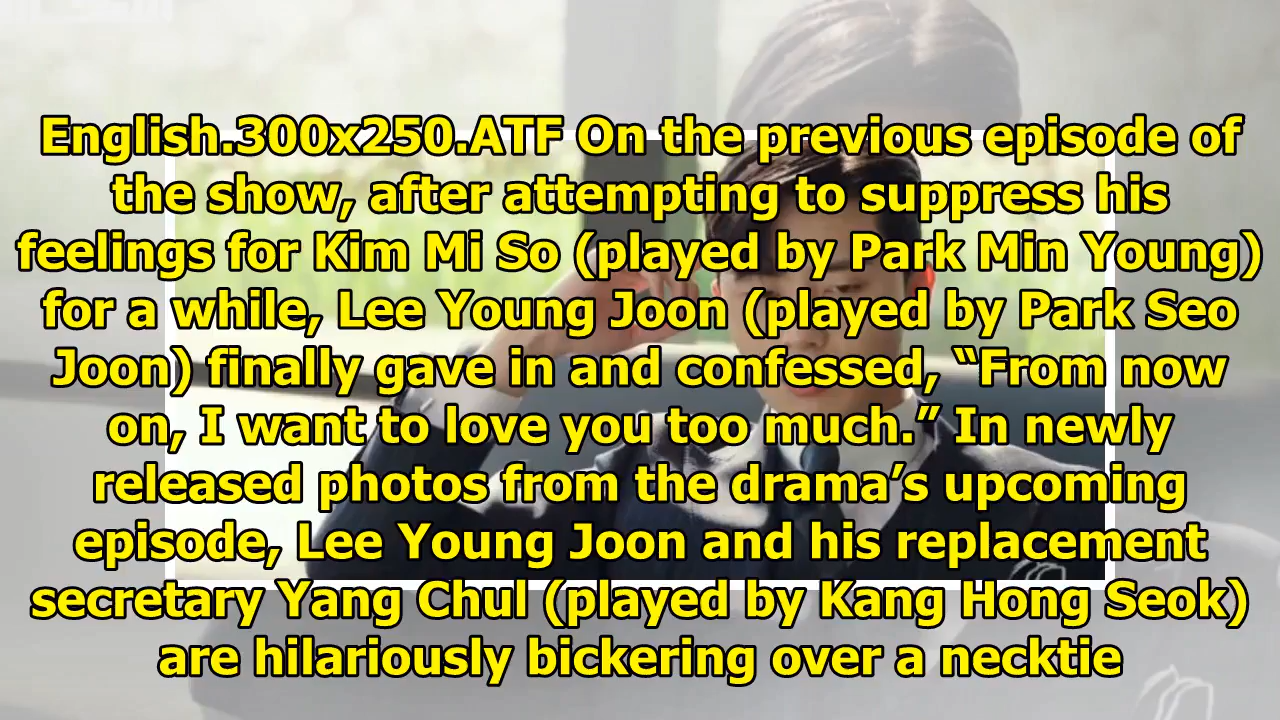 English.300x250.ATF On the previous episode of
the show, after attempting to suppress his
feelings for Kim Mi So (played by Park Min Young)
for a while, Lee Young Joon (played by Park Seo
Joon) finally gave in and confessed, “From now
on, I want to love you too much.” In newly
released photos from the drama’s upcoming
episode, Lee Young Joon and his replacement
secretary Yang Chul (played by Kang Hong Seok)
are hilariously bickering over a necktie